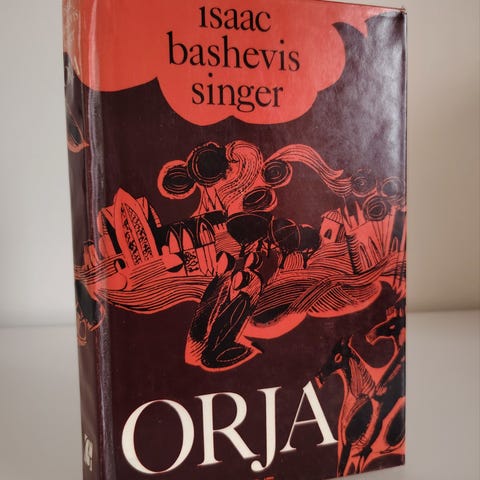 isaac
bashevis
singer
ORJA